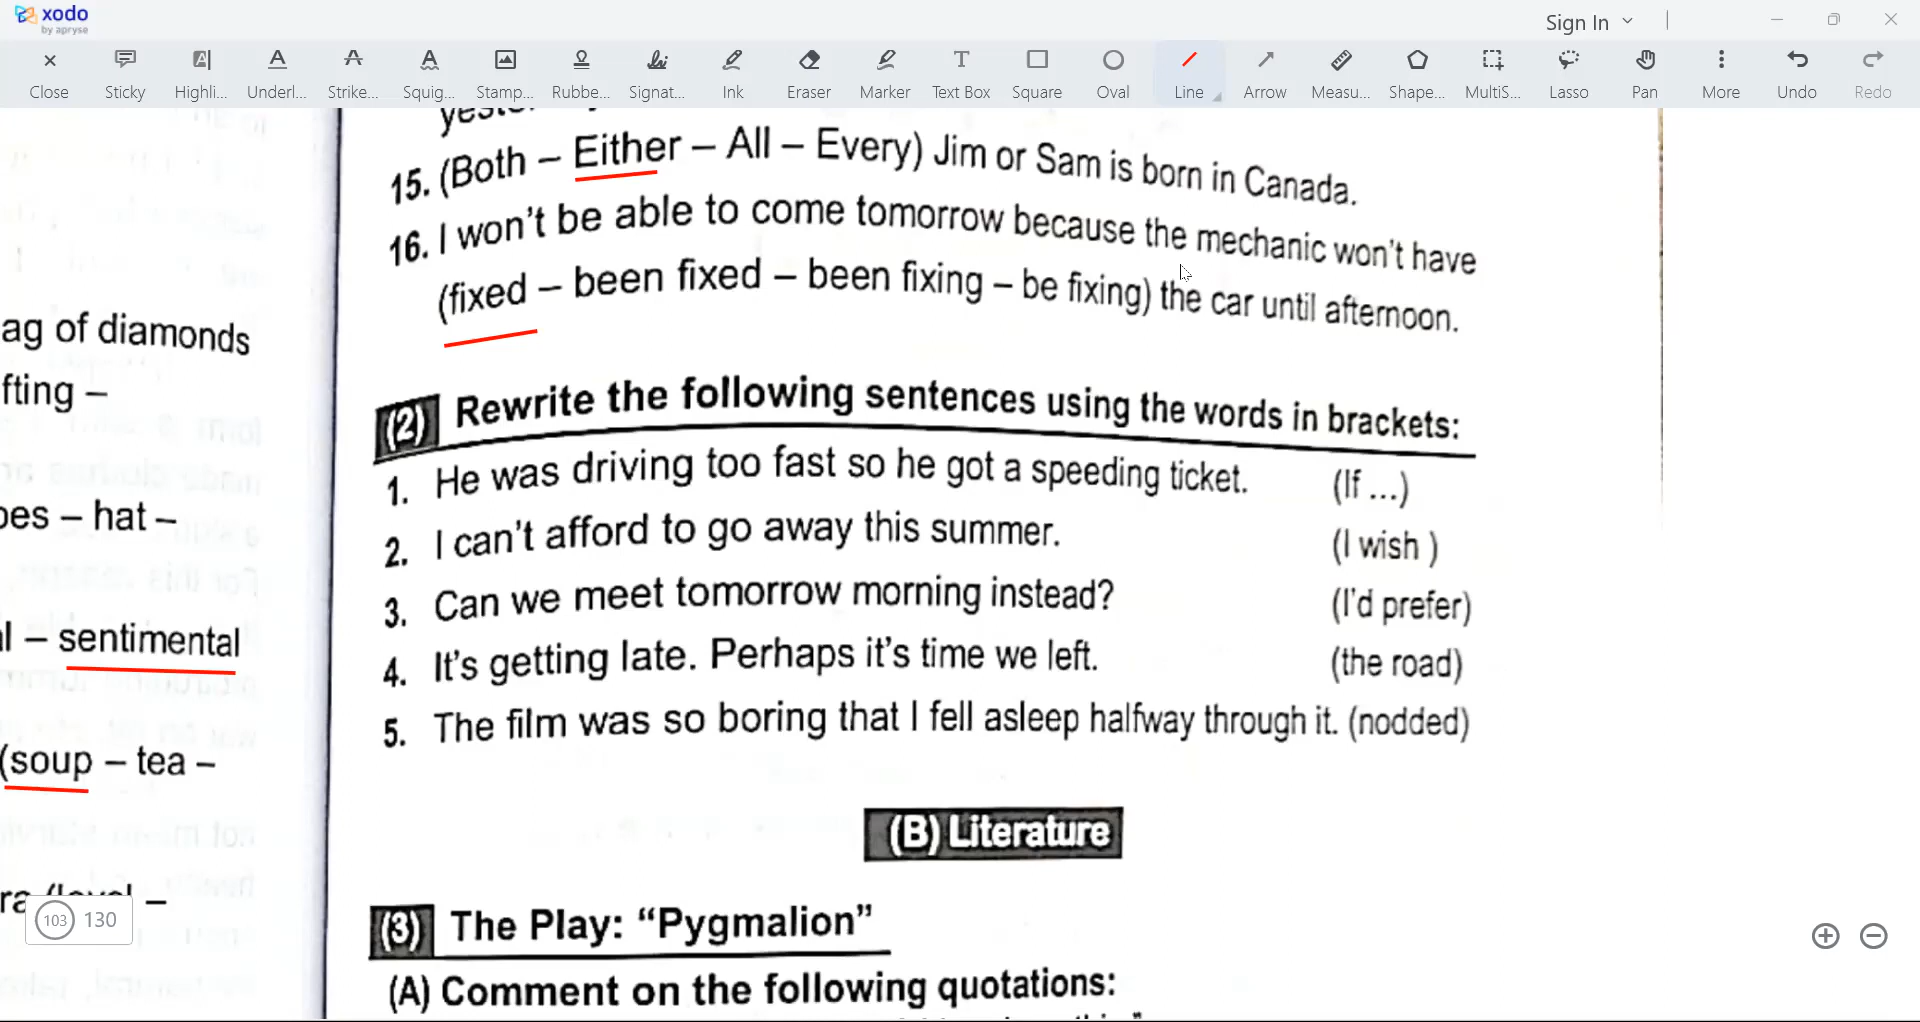 xodo
by apryse
Sign In
Close
Sticky
Highli...
Underl...
Strike...
Squig...
Stamp...
Rubbe...
Signat...
Ink
Eraser
Marker
Text Box
Square
Oval
Line
Arrow
Measu...
Shape...
MultiS...
Lasso
Pan
More
Undo
Redo
15. (Both – Either – All – Every) Jim or Sam is born in Canada.
16. I won't be able to come tomorrow because the mechanic won't have
(fixed – been fixed – been fixing – be fixing) the car until afternoon.
(2) Rewrite the following sentences using the words in brackets:
1. He was driving too fast so he got a speeding ticket. (If ...)
2. I can't afford to go away this summer. (I wish )
3. Can we meet tomorrow morning instead? (I'd prefer)
4. It's getting late. Perhaps it's time we left. (the road)
5. The film was so boring that I fell asleep halfway through it. (nodded)
(B) Literature
(3) The Play: “Pygmalion”
(A) Comment on the following quotations:
ag of diamonds
fting –
oes – hat –
l – sentimental
(soup – tea –
103 130